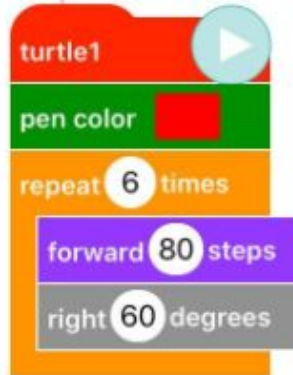 turtle1
pen color
repeat 6 times
forward 80 steps
right 60 degrees